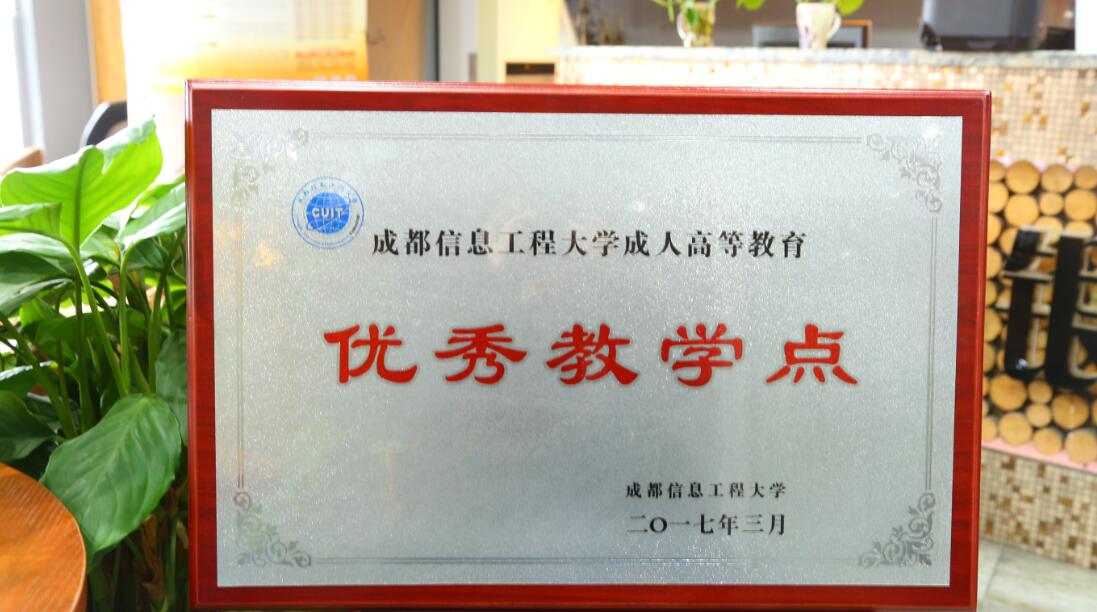 CUIT
成都信息工程大学成人高等教育
优秀教学点
成都信息工程大学
二〇一七年三月